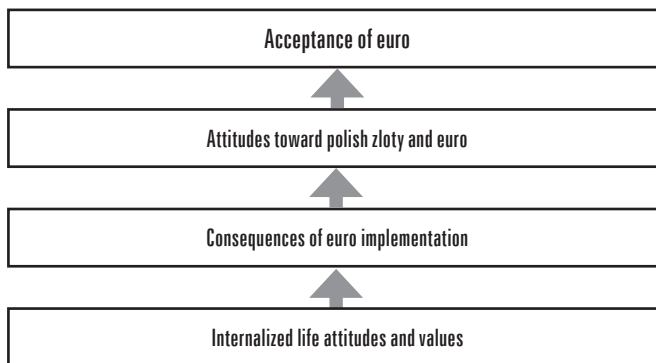 Acceptance of euro
Attitudes toward polish zloty and euro
Consequences of euro implementation
Internalized life attitudes and values